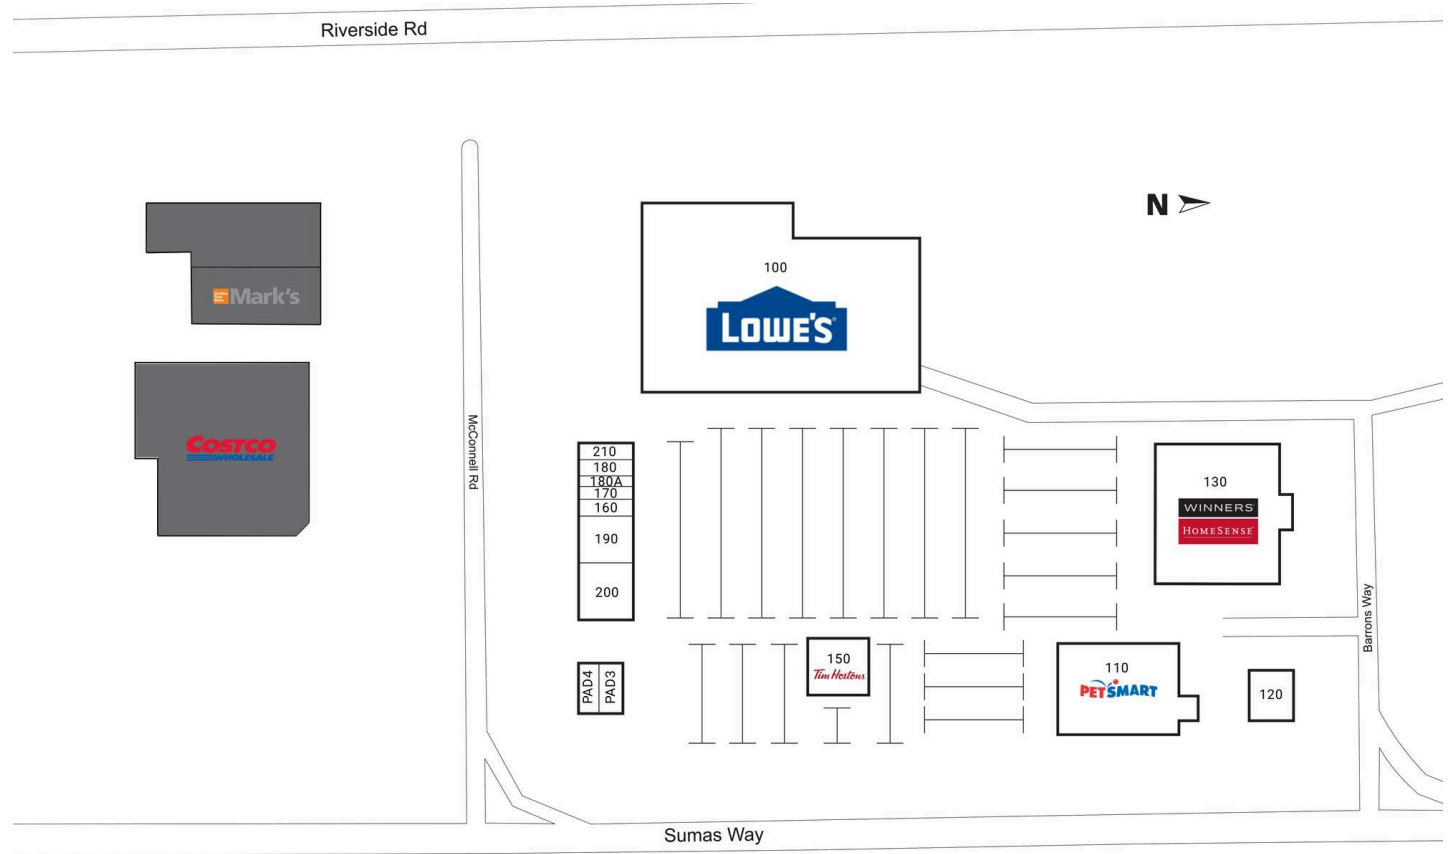 Riverside Rd
N
100
LOWE'S
Mark's
COSTCO
WHOLESALE
McConnell Rd
210
180
180A
170
160
190
200
130
WINNERS
HOMESENSE
Barrons Way
150
Tim Hortons
110
PETSMART
120
PAD4
PAD3
Sumas Way